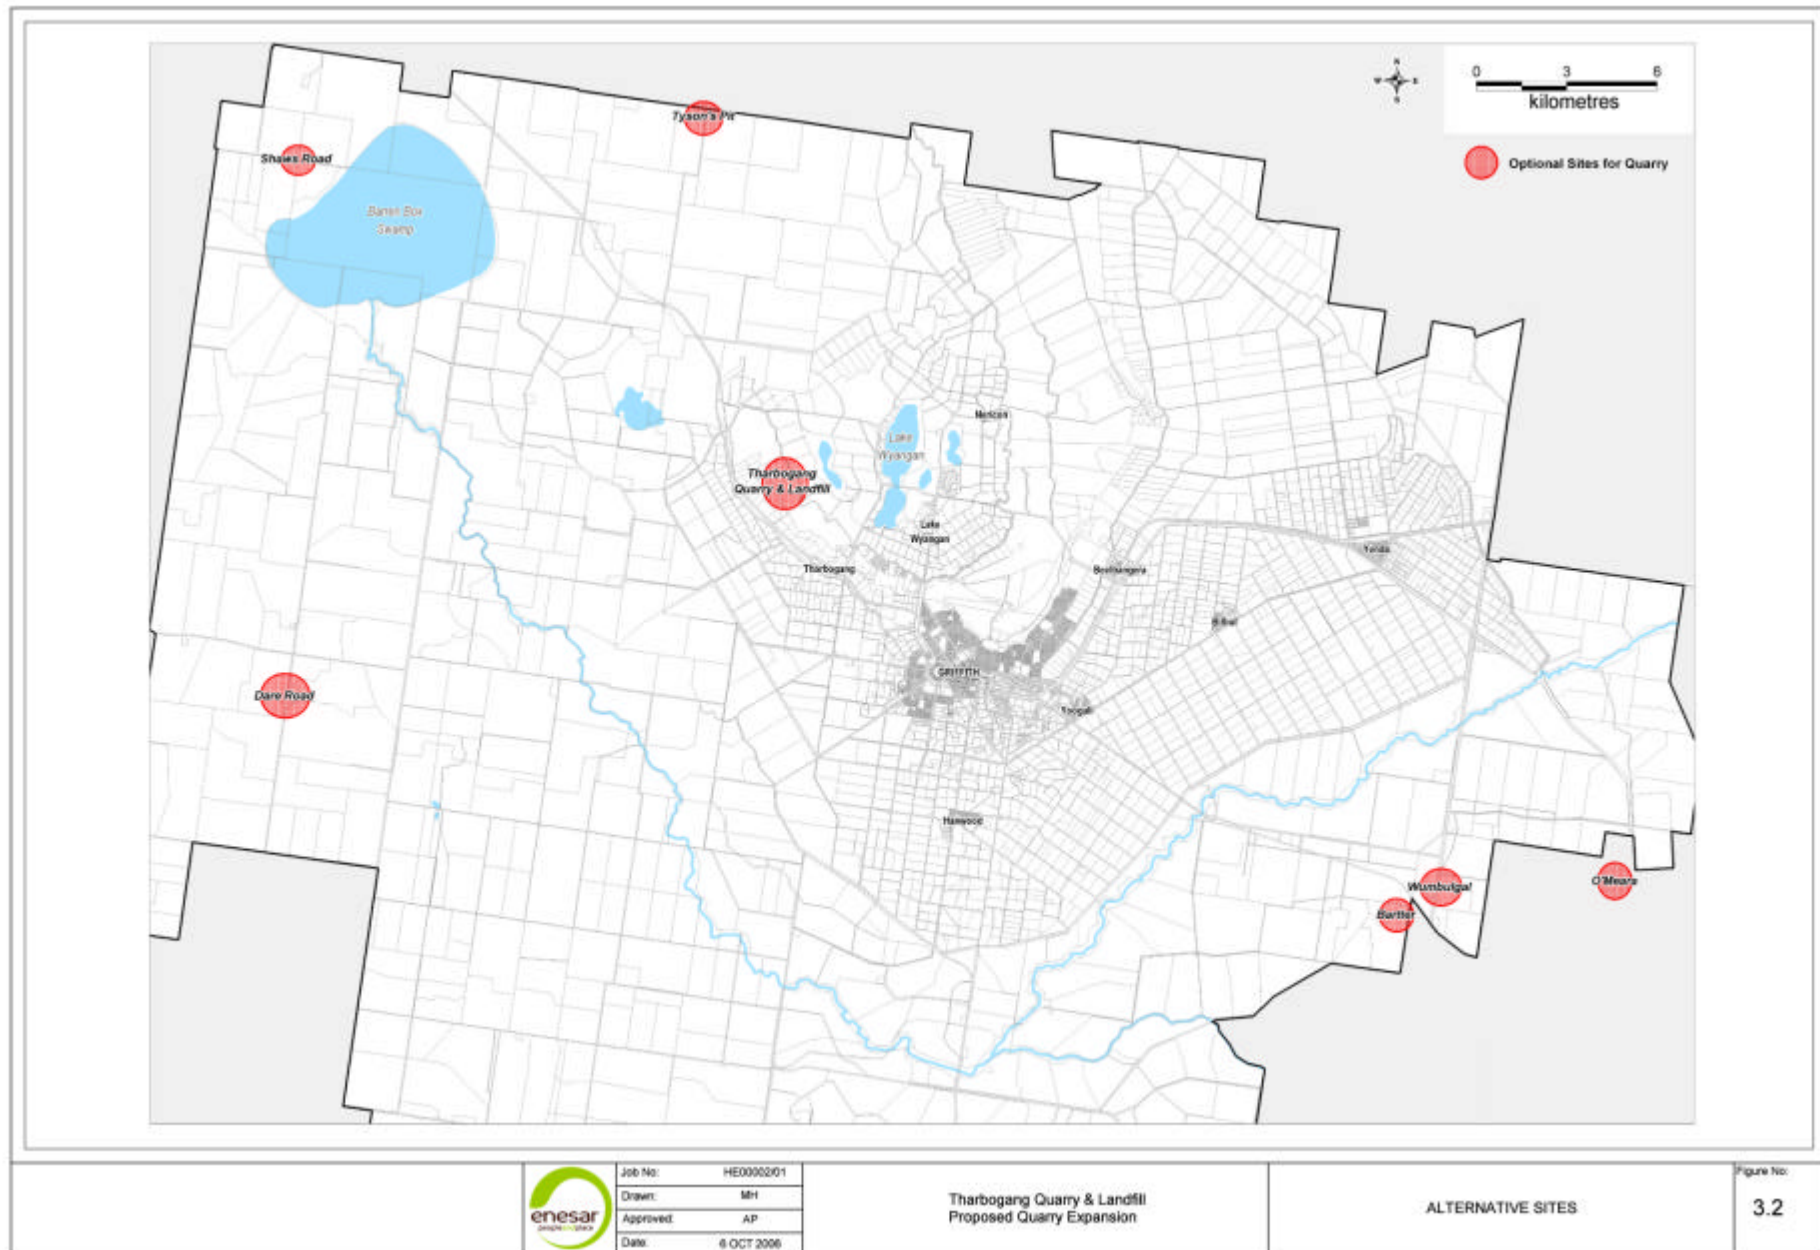 N
W E
S
0 3 6
kilometres
Optional Sites for Quarry
Tyson's Pit
Shaws Road
Barren Box
Swamp
Nericon
Lake
Wyangan
Tharbogang
Quarry & Landfill
Lake
Wyangan
Tharbogang
Beelbangera
Yenda
Bilbul
GRIFFITH
Dare Road
Yoogali
Hanwood
Wumbulgal
O'Meara
Bartter
enesar
people and place
Job No: HE00002/01
Drawn: MH
Approved: AP
Date: 6 OCT 2006
Tharbogang Quarry & Landfill
Proposed Quarry Expansion
ALTERNATIVE SITES
Figure No:
3.2